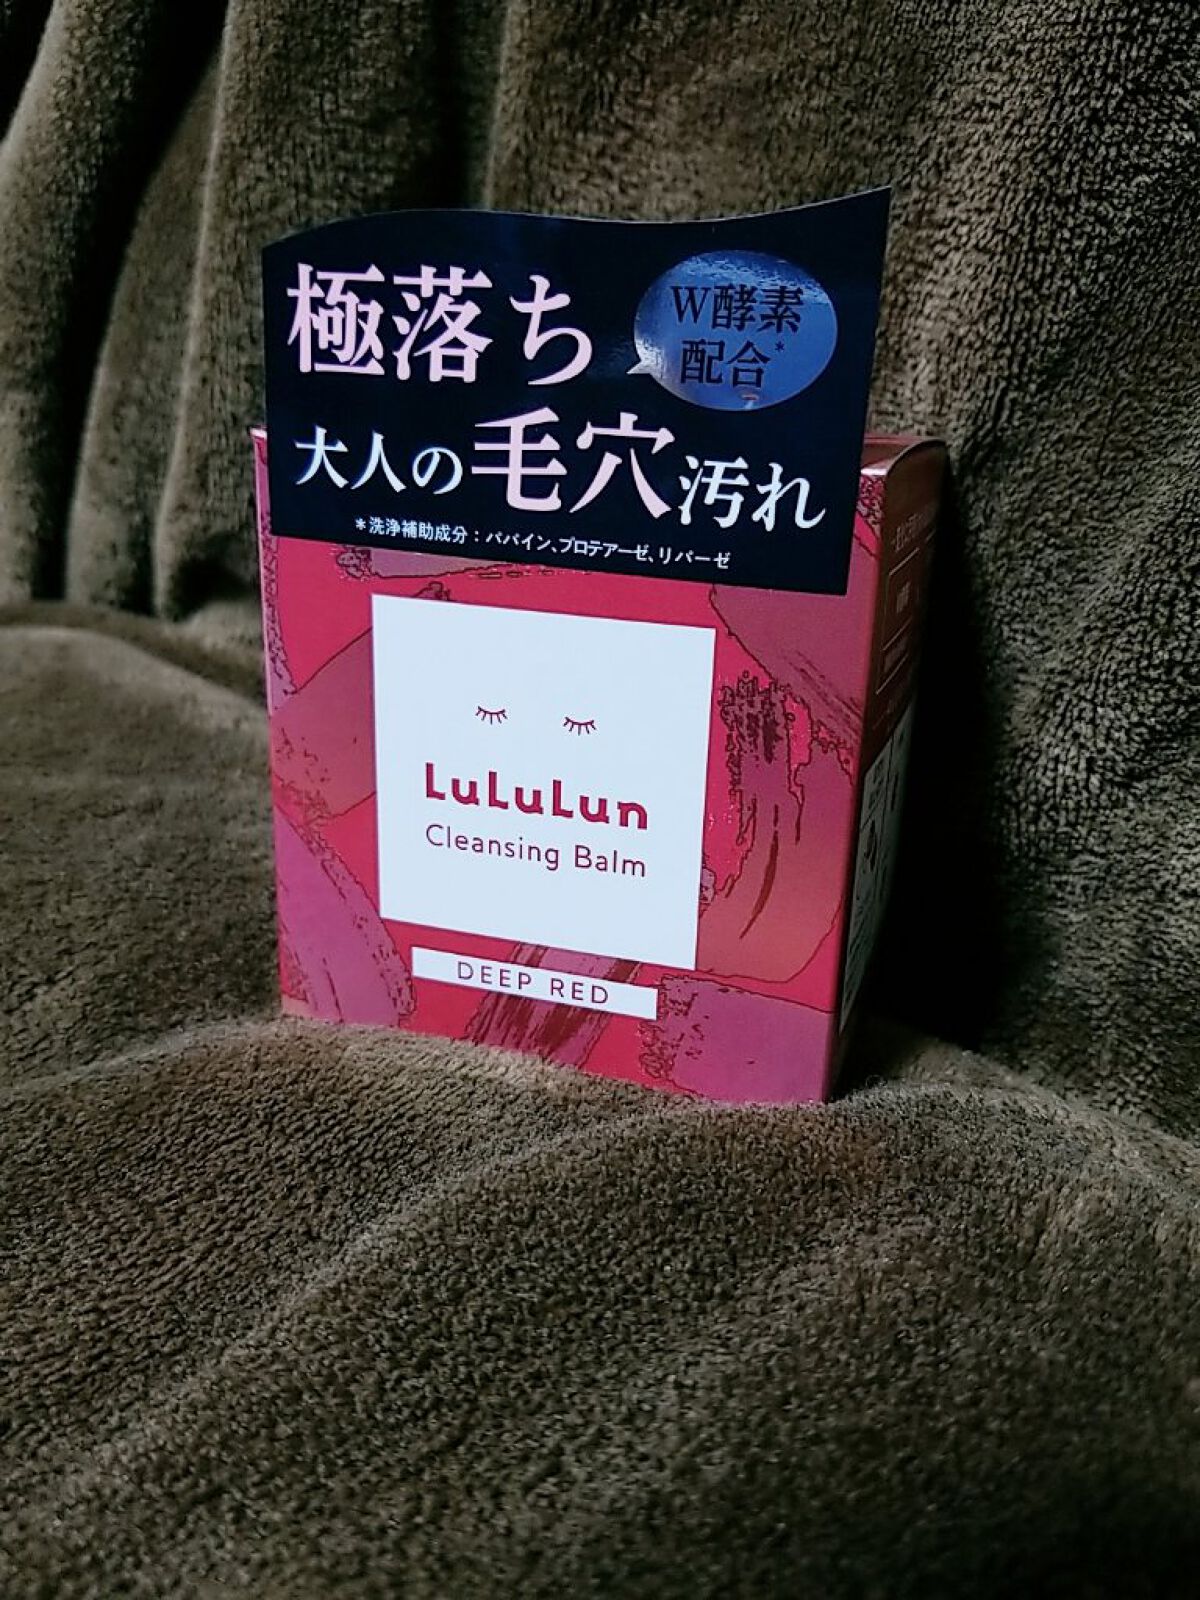 極落ち
W酵素
配合*
大人の毛穴汚れ
*洗浄補助成分：パパイン、プロテアーゼ、リパーゼ
LuLuLun
Cleansing Balm
DEEP RED